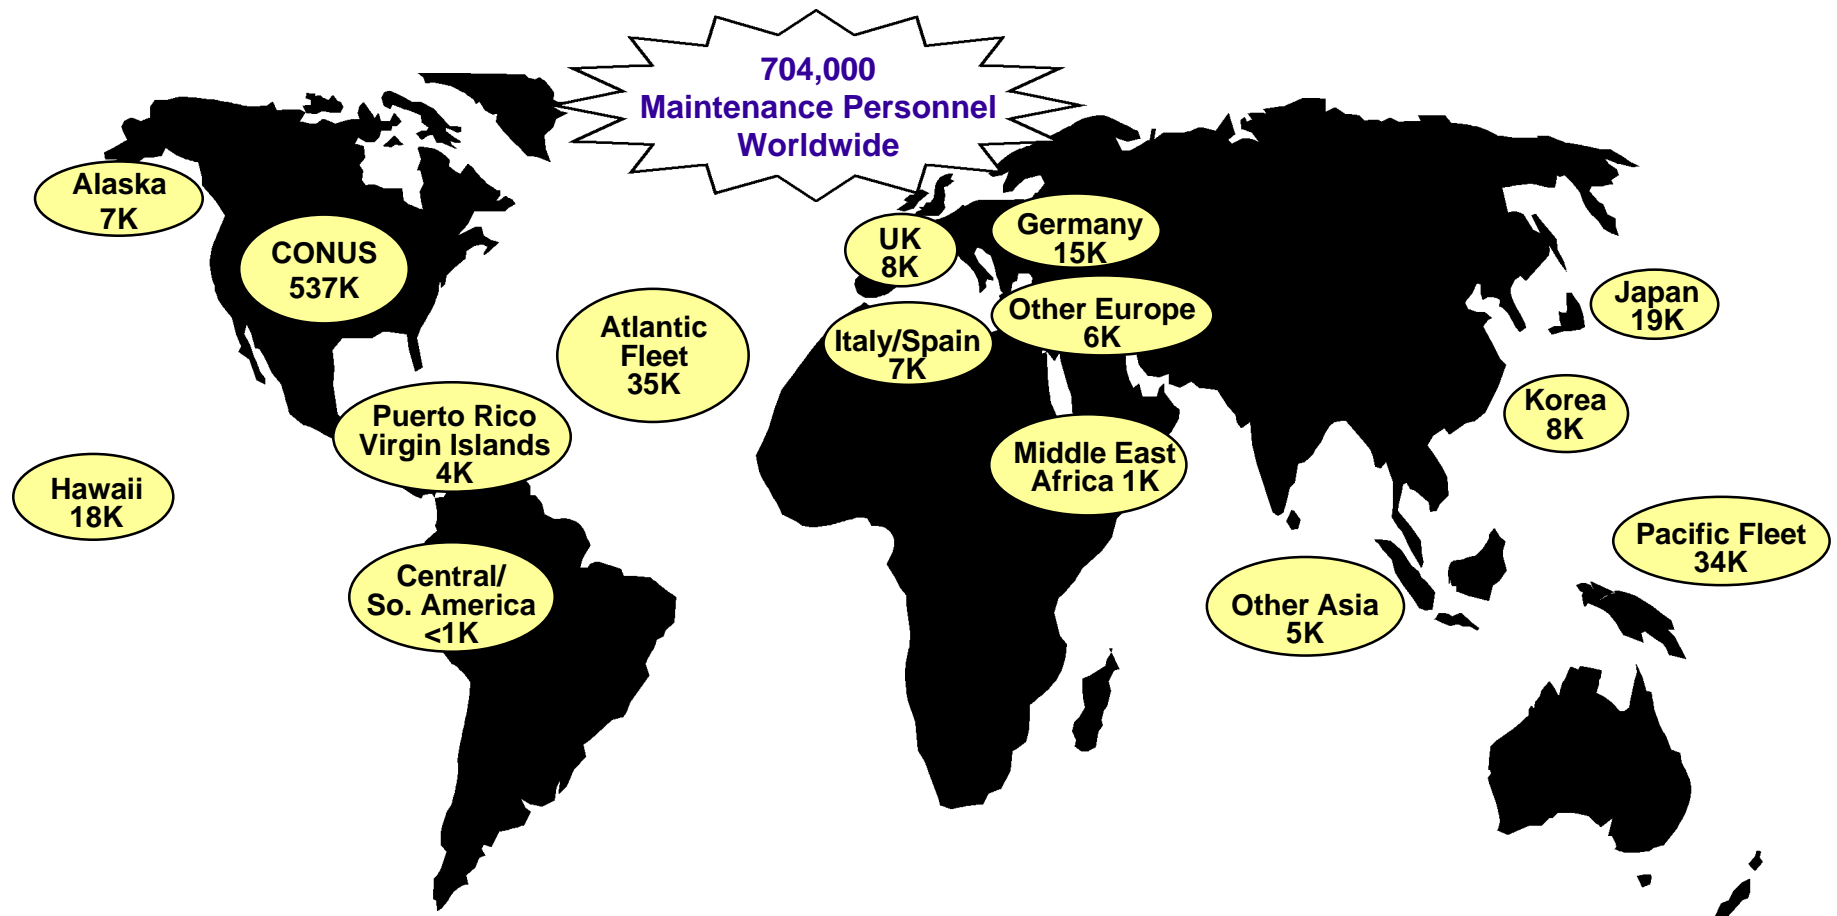 704,000
Maintenance Personnel
Worldwide
Alaska
7K
CONUS
537K
UK
8K
Germany
15K
Other Europe
6K
Italy/Spain
7K
Atlantic
Fleet
35K
Japan
19K
Korea
8K
Puerto Rico
Virgin Islands
4K
Middle East
Africa 1K
Hawaii
18K
Pacific Fleet
34K
Central/
So. America
<1K
Other Asia
5K